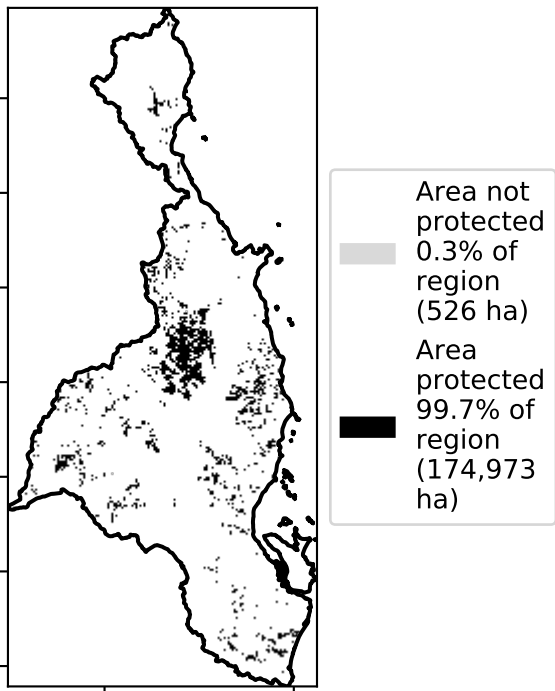 Area not
protected
0.3% of
region
(526 ha)
Area
protected
99.7% of
region
(174,973
ha)